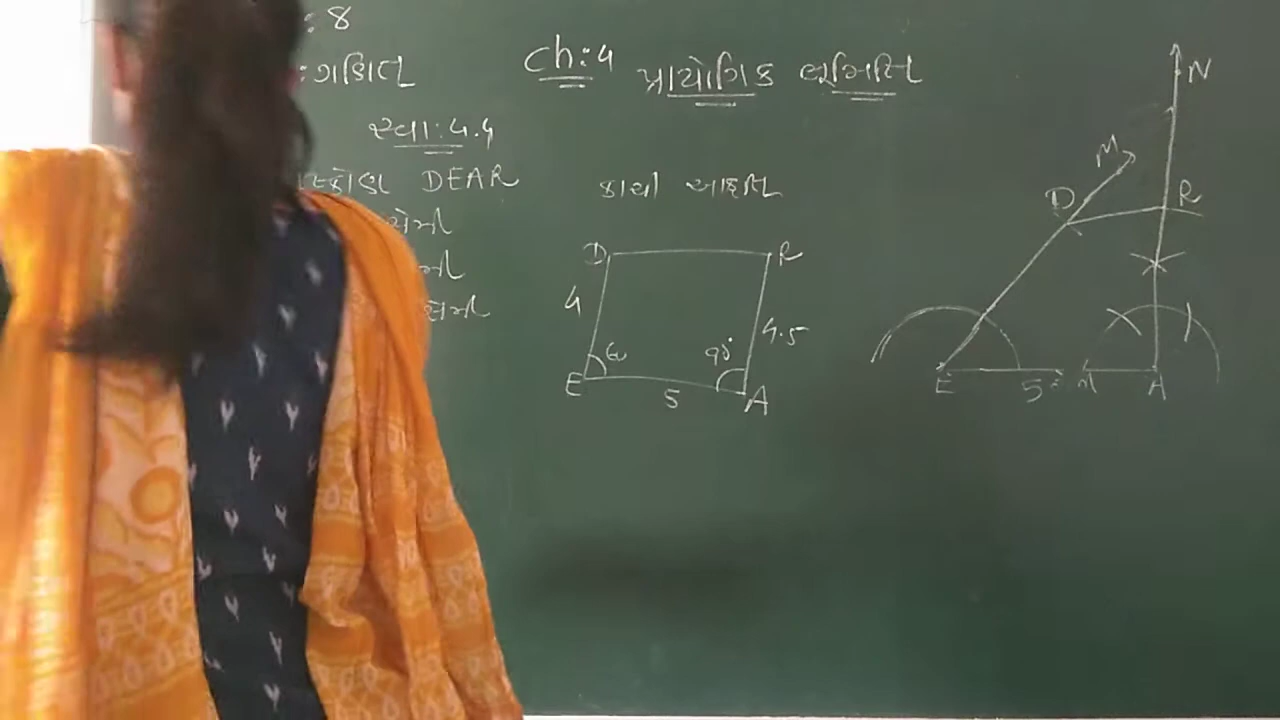 : 8
: ગણિત
Ch: 4 પ્રાયોગિક ભૂમિતિ
સ્વા: 4.4
DEAR
કાચી આકૃતિ
સેમી
D R
4 4.5
60 90°
E 5 A
N
M
D R
E 5 સેમી A